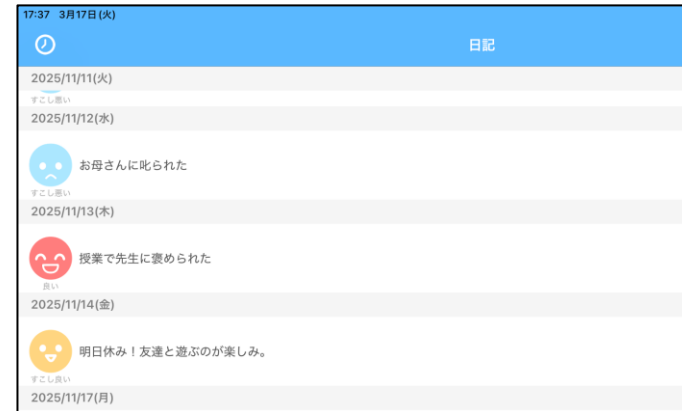 17:37 3月17日(火)
日記
2025/11/11(火)
すこし悪い
2025/11/12(水)
お母さんに叱られた
すこし悪い
2025/11/13(木)
授業で先生に褒められた
良い
2025/11/14(金)
明日休み！友達と遊ぶのが楽しみ。
すこし良い
2025/11/17(月)